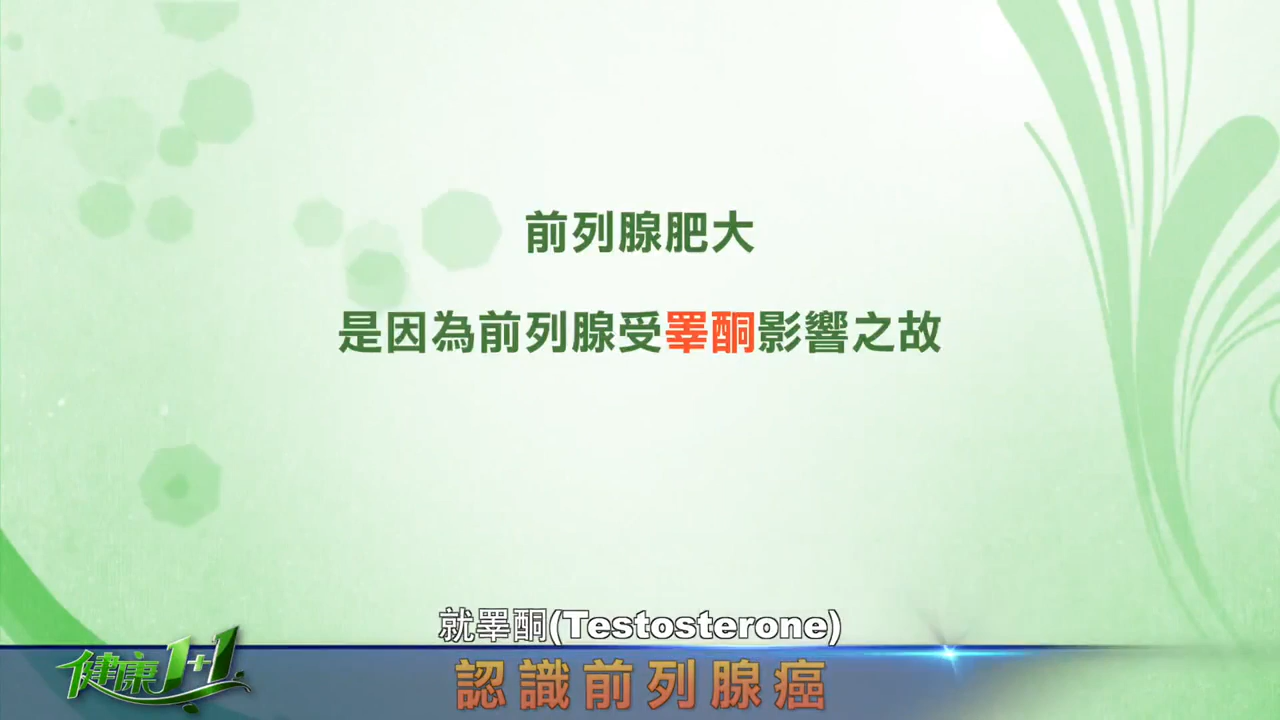 前列腺肥大
是因為前列腺受睪酮影響之故
就睪酮(Testosterone)
健康1+1
認識前列腺癌